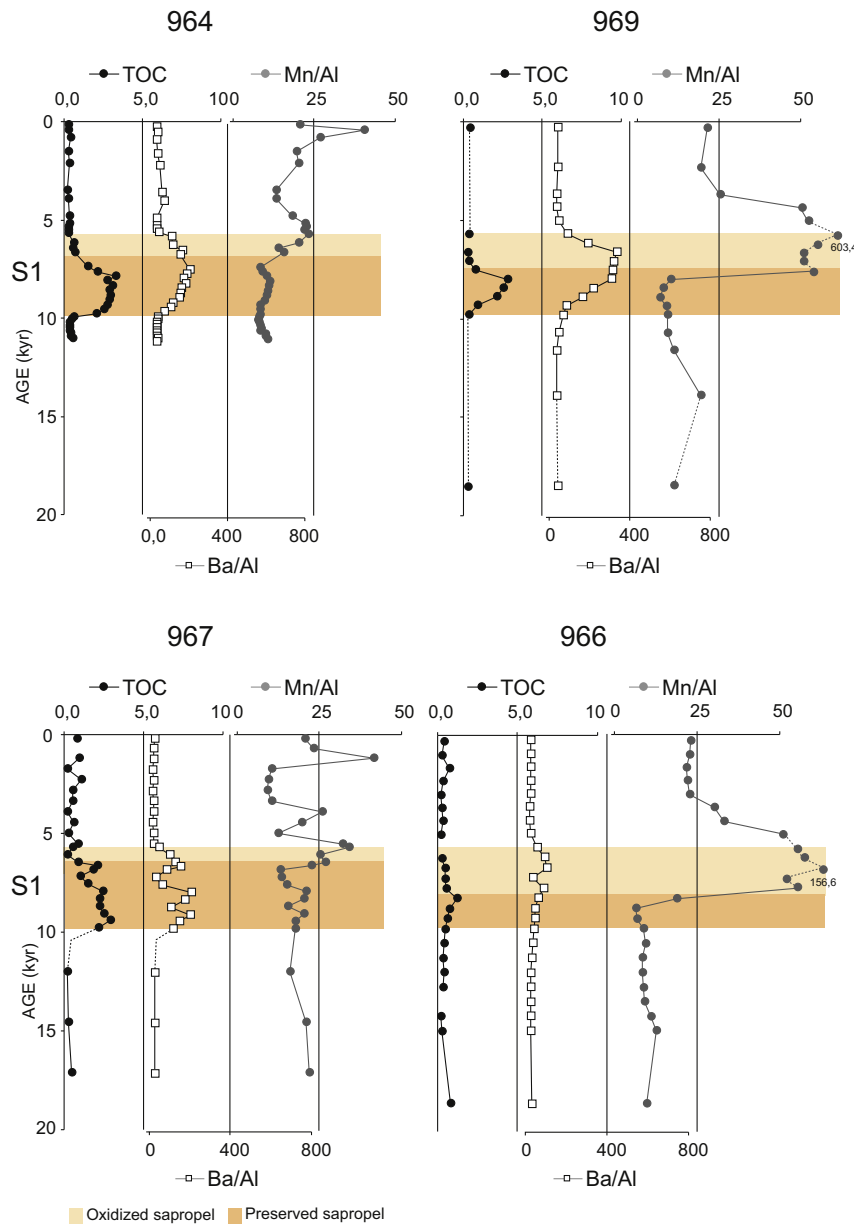 964
TOC
Mn/Al
0,0 5,0 10 0 25 50
0
5
10
15
20
AGE (kyr)
S1
0,0 400 800
Ba/Al
969
TOC
Mn/Al
0,0 5,0 10 0 25 50
603,4
0 400 800
Ba/Al
967
TOC
Mn/Al
0,0 5,0 10 0 25 50
0
5
10
15
20
AGE (kyr)
S1
0 400 800
Ba/Al
966
TOC
Mn/Al
0,0 5,0 10 0 25 50
156,6
0 400 800
Ba/Al
Oxidized sapropel Preserved sapropel